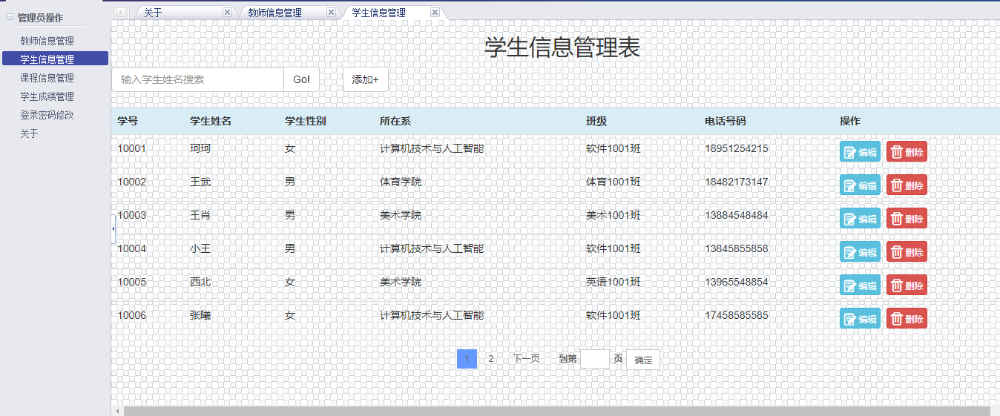 管理员操作
教师信息管理
学生信息管理
课程信息管理
学生成绩管理
登录密码修改
关于
关于 教师信息管理 学生信息管理
学生信息管理表
输入学生姓名搜索 Go! 添加+
学号 学生姓名 学生性别 所在系 班级 电话号码 操作
10001 珂珂 女 计算机技术与人工智能 软件1001班 18951254215 编辑 删除
10002 王武 男 体育学院 体育1001班 18482173147 编辑 删除
10003 王肖 男 美术学院 美术1001班 13884548484 编辑 删除
10004 小王 男 计算机技术与人工智能 软件1001班 13845855858 编辑 删除
10005 西北 女 美术学院 英语1001班 13965548854 编辑 删除
10006 张曦 女 计算机技术与人工智能 软件1001班 17458585585 编辑 删除
1 2 下一页 到第 页 确定